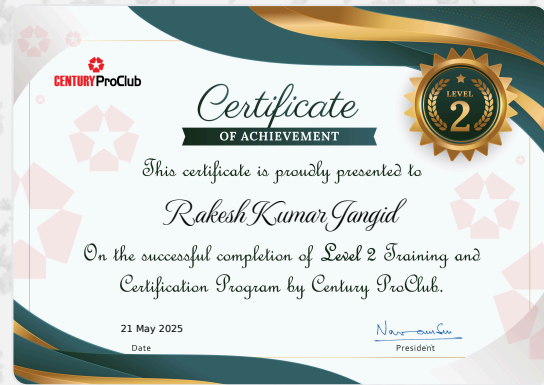 CENTURY ProClub
LEVEL
2
Certificate
OF ACHIEVEMENT
This certificate is proudly presented to
Rakesh Kumar Jangid
On the successful completion of Level 2 Training and
Certification Program by Century ProClub.
21 May 2025
Date
President